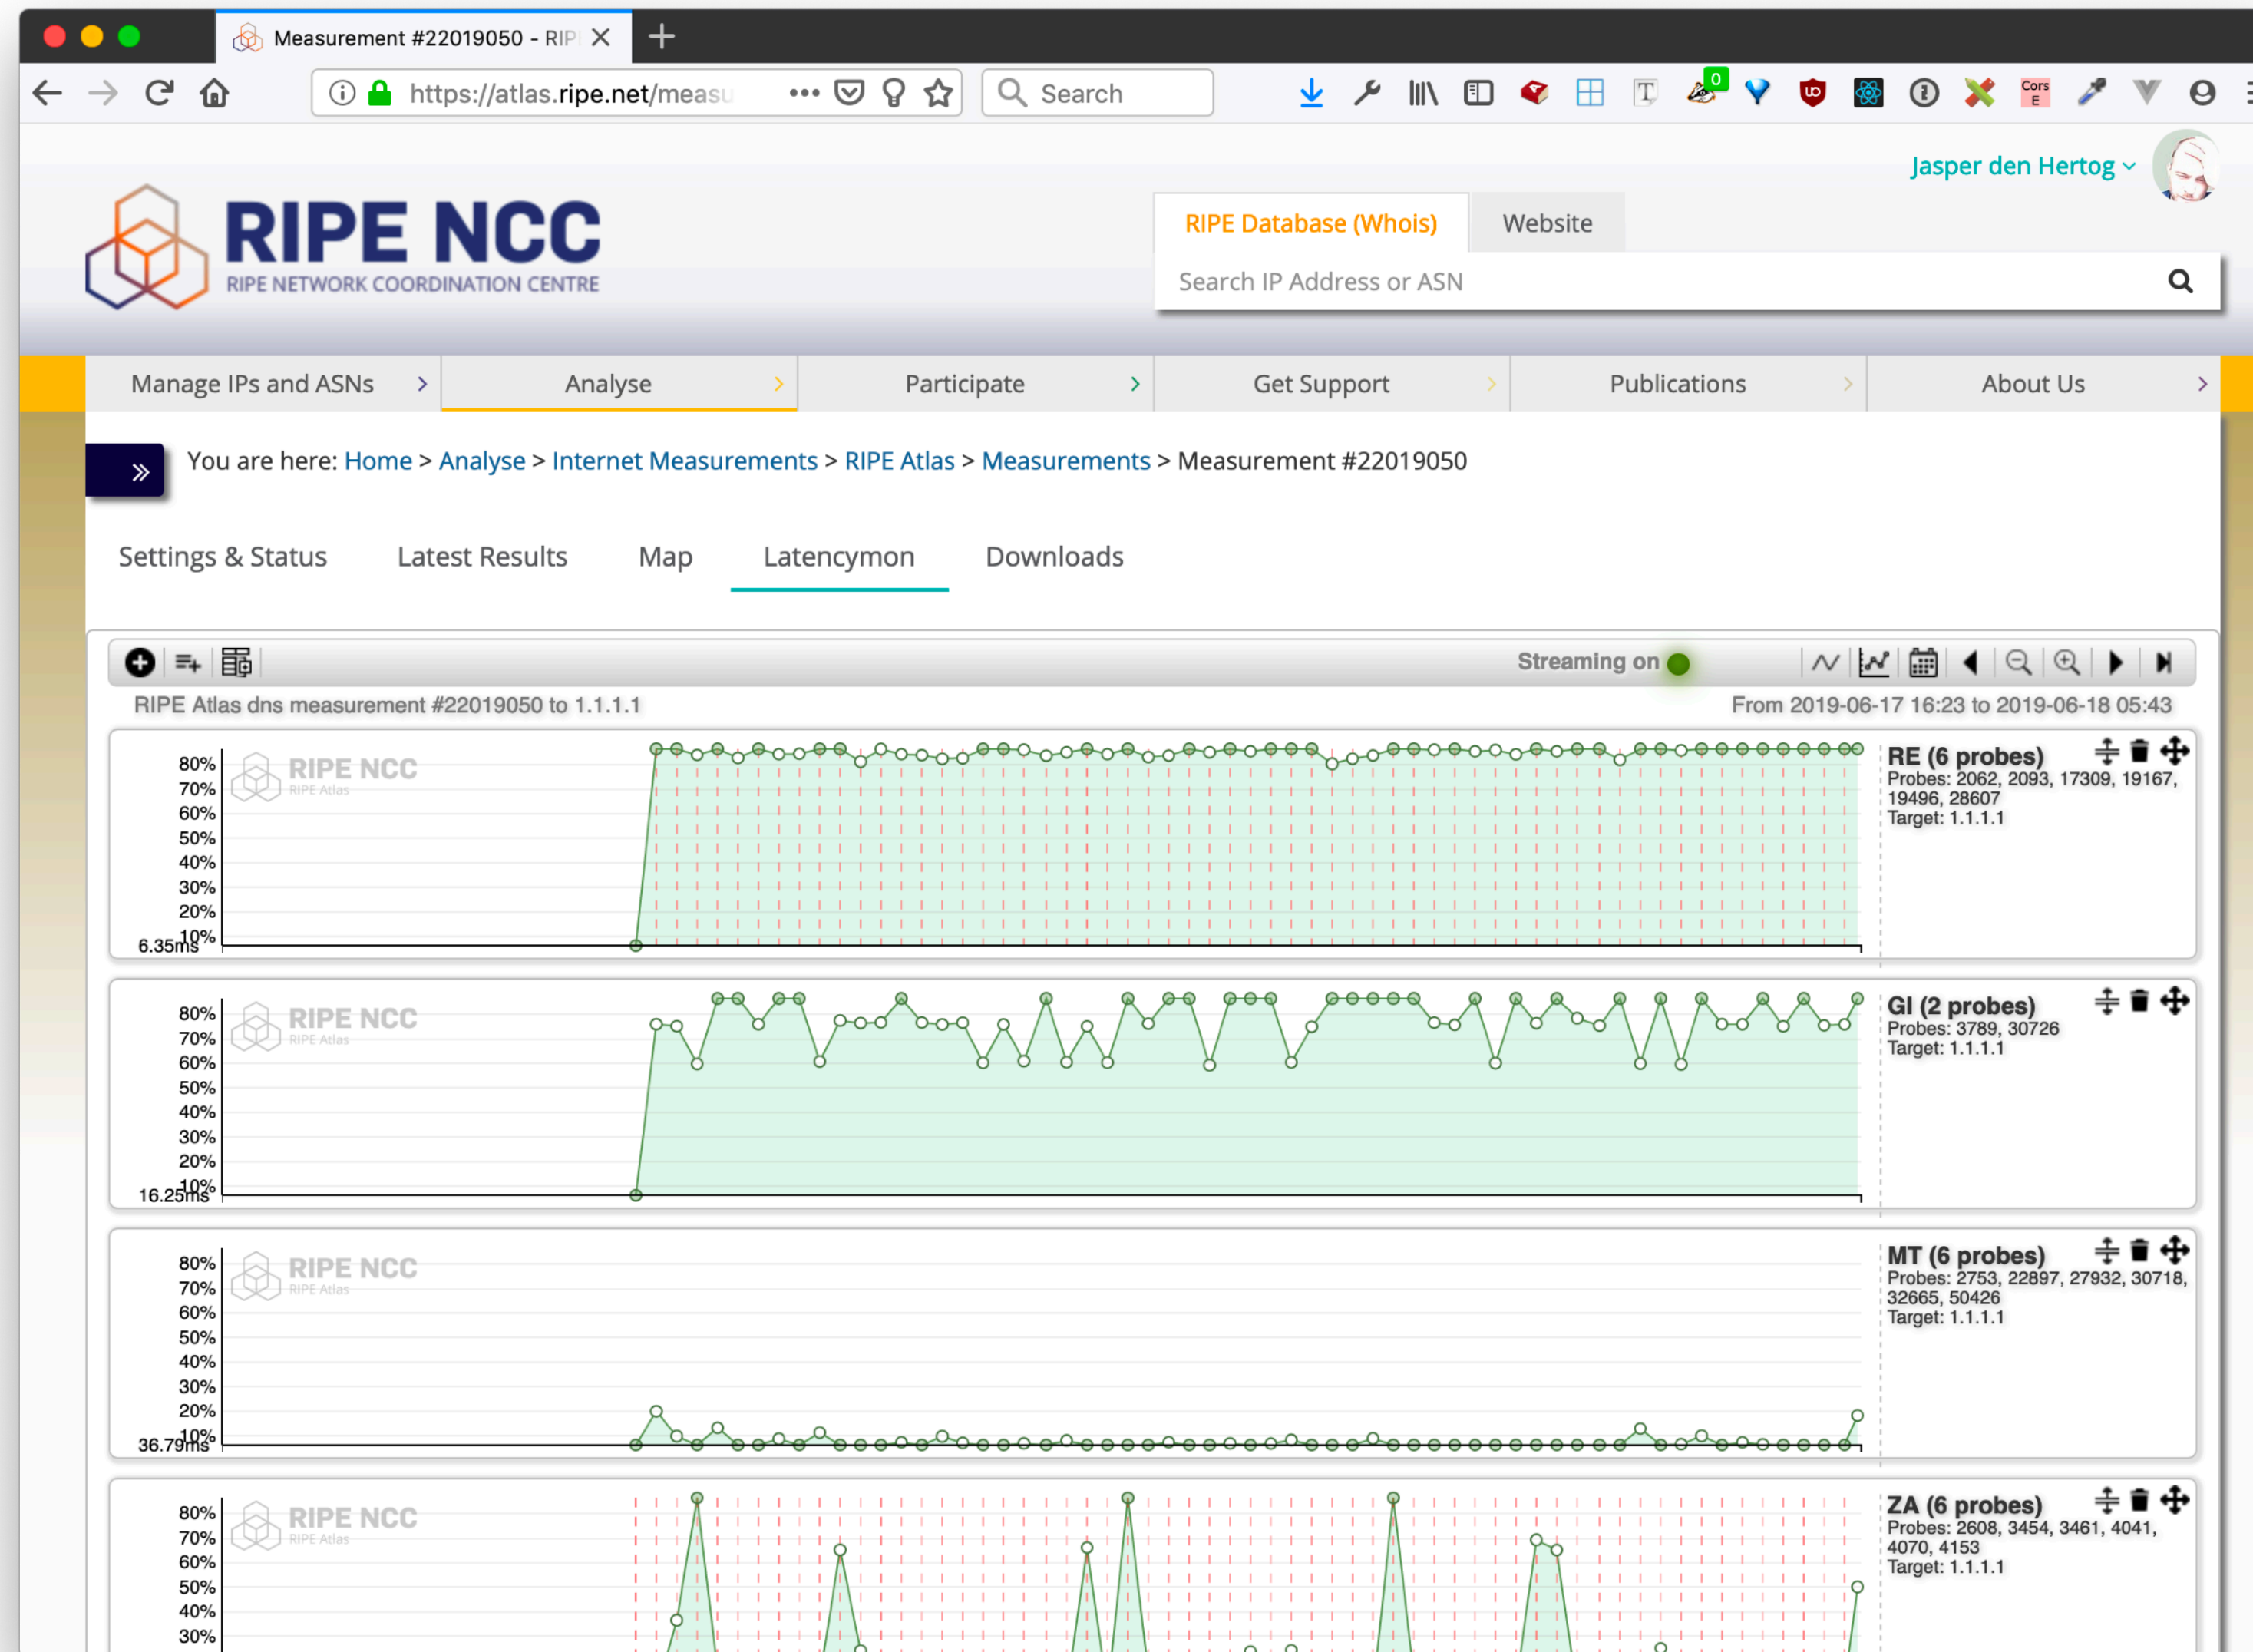 Measurement #22019050 - RIP
https://atlas.ripe.net/measu
Search
0
Cors
E
Jasper den Hertog
RIPE NCC
RIPE NETWORK COORDINATION CENTRE
RIPE Database (Whois)
Website
Search IP Address or ASN
Manage IPs and ASNs
Analyse
Participate
Get Support
Publications
About Us
You are here: Home > Analyse > Internet Measurements > RIPE Atlas > Measurements > Measurement #22019050
Settings & Status
Latest Results
Map
Latencymon
Downloads
Streaming on
RIPE Atlas dns measurement #22019050 to 1.1.1.1
From 2019-06-17 16:23 to 2019-06-18 05:43
80%
70%
60%
50%
40%
30%
20%
10%
6.35ms
RIPE NCC
RIPE Atlas
RE (6 probes)
Probes: 2062, 2093, 17309, 19167,
19496, 28607
Target: 1.1.1.1
80%
70%
60%
50%
40%
30%
20%
10%
16.25ms
RIPE NCC
RIPE Atlas
GI (2 probes)
Probes: 3789, 30726
Target: 1.1.1.1
80%
70%
60%
50%
40%
30%
20%
10%
36.79ms
RIPE NCC
RIPE Atlas
MT (6 probes)
Probes: 2753, 22897, 27932, 30718,
32665, 50426
Target: 1.1.1.1
80%
70%
60%
50%
40%
30%
RIPE NCC
RIPE Atlas
ZA (6 probes)
Probes: 2608, 3454, 3461, 4041,
4070, 4153
Target: 1.1.1.1